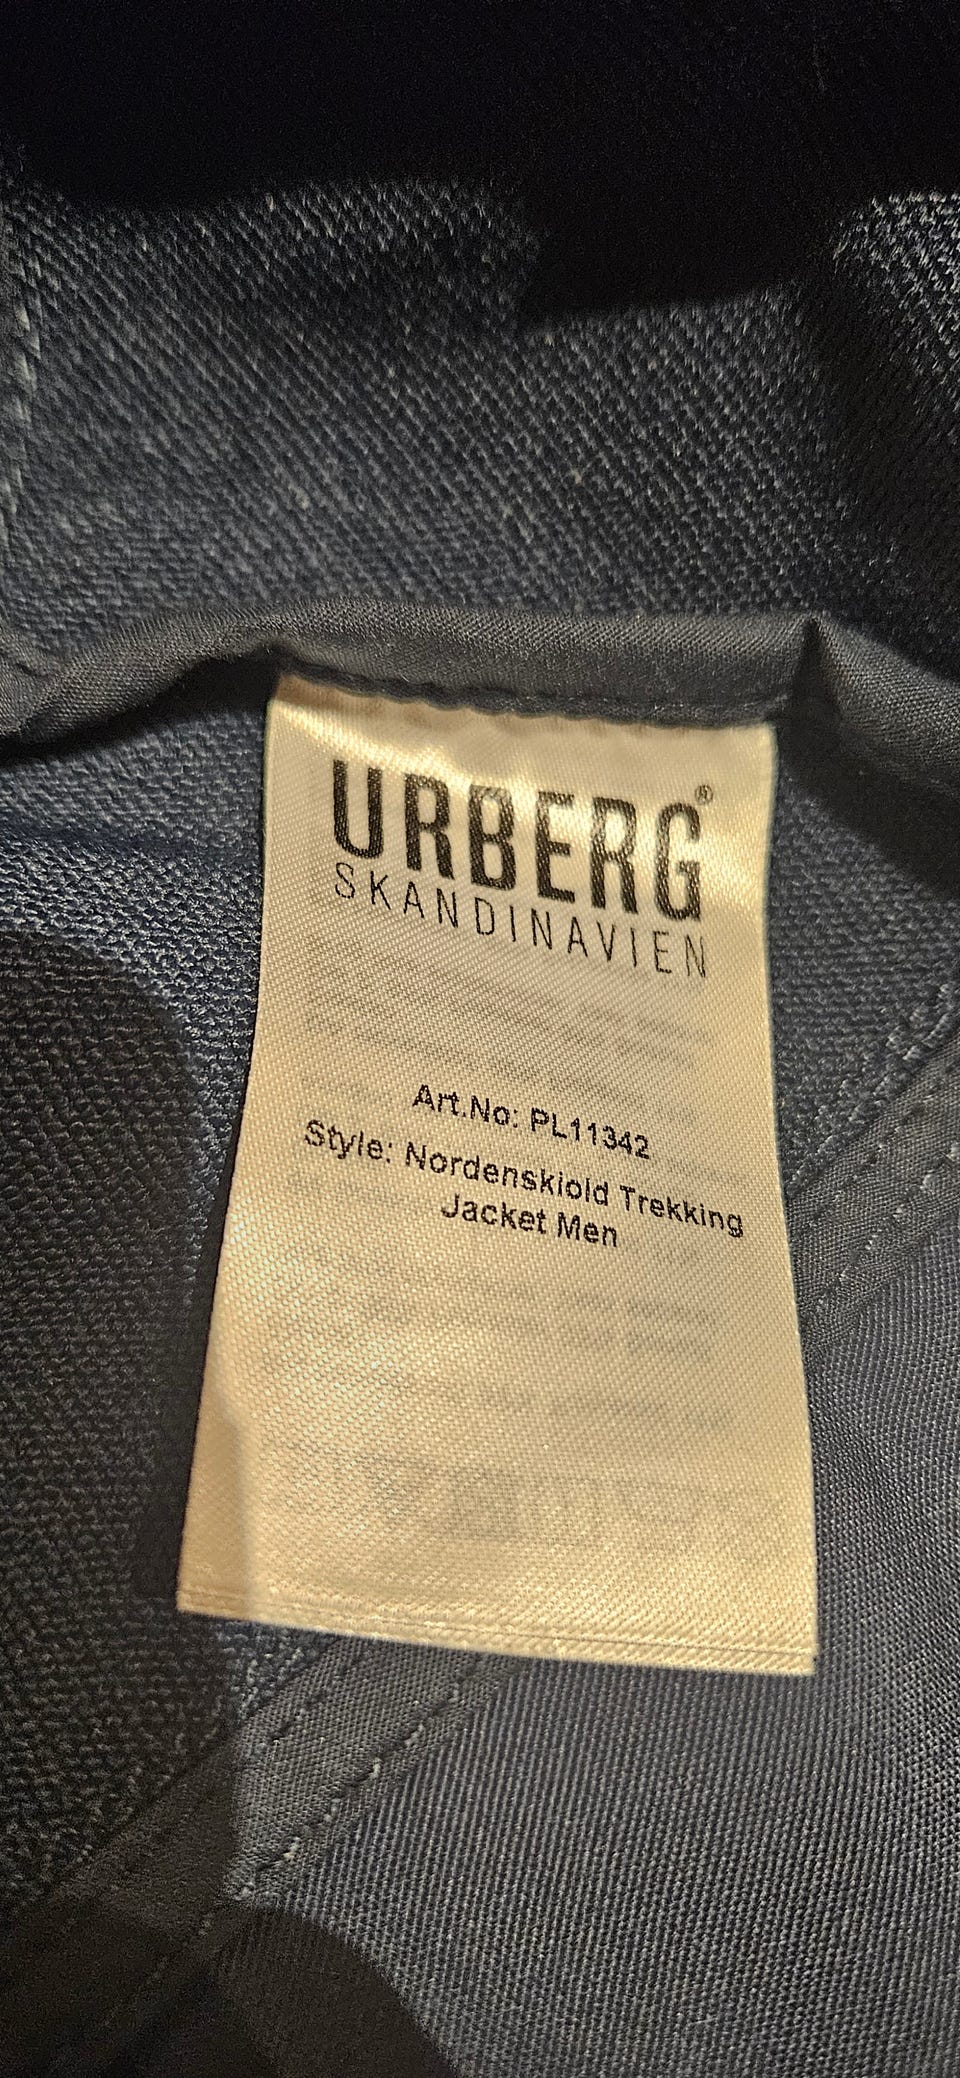 URBERG®
SKANDINAVIEN
Art.No: PL11342
Style: Nordenskiold Trekking
Jacket Men